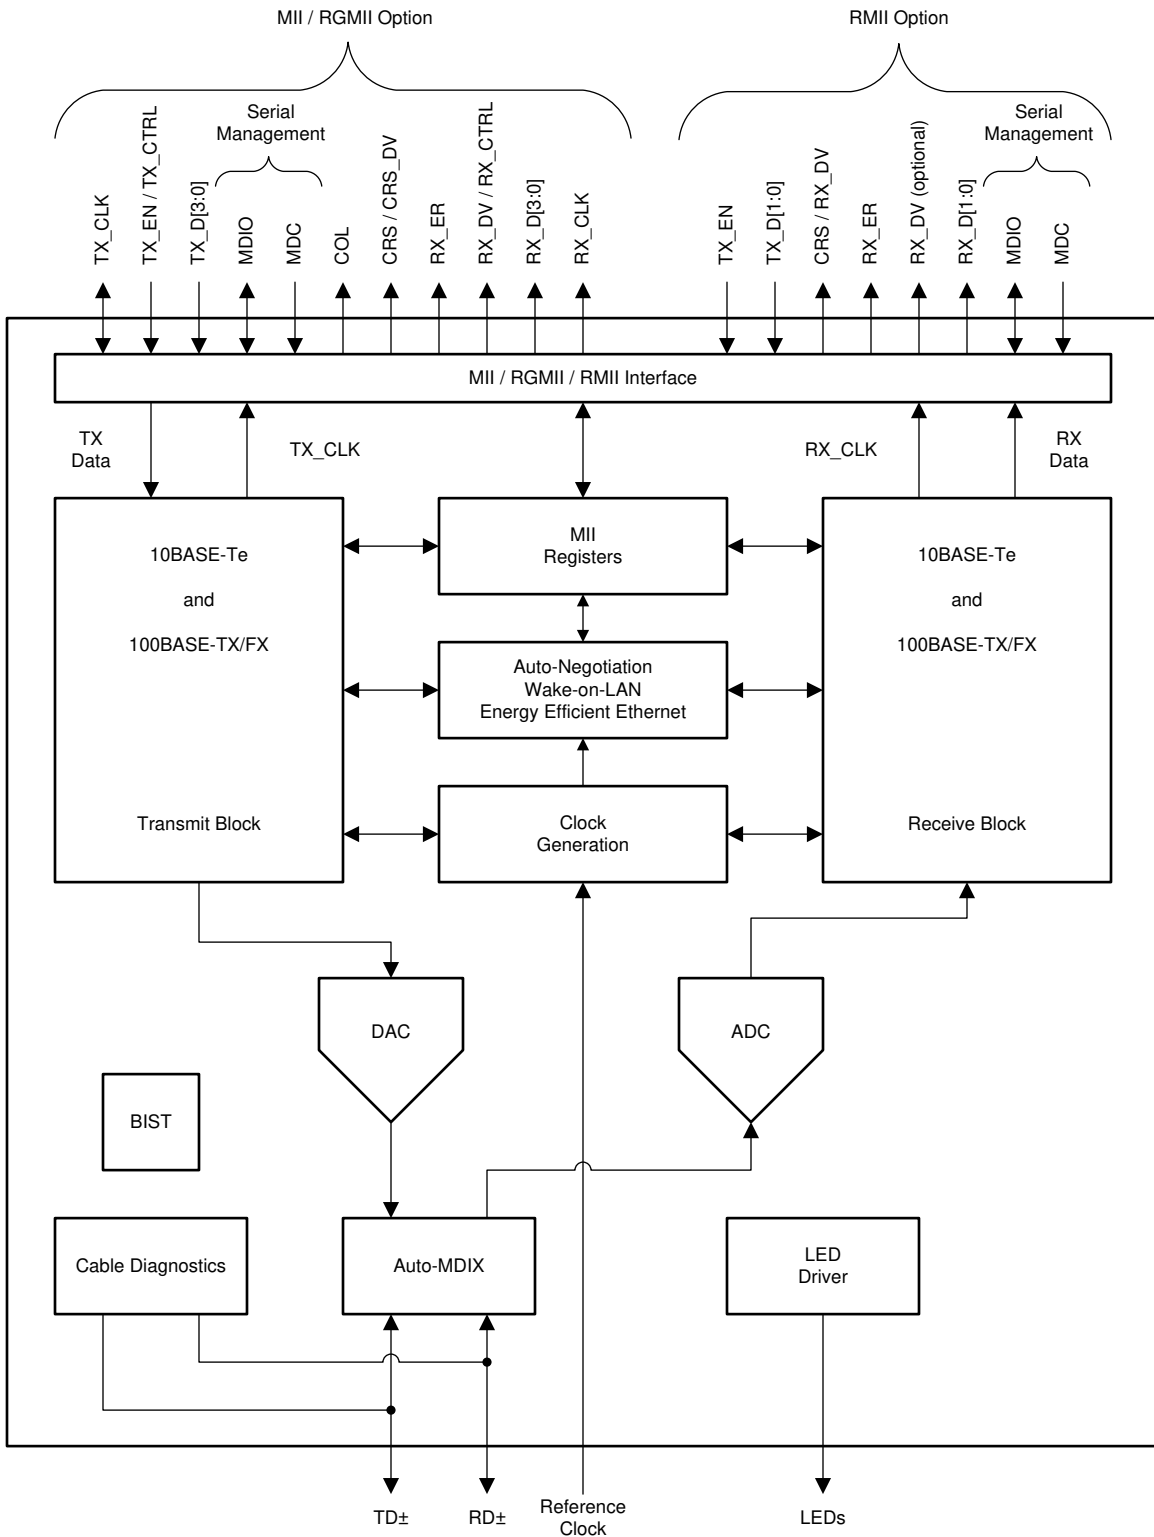 MII / RGMII Option
RMII Option
Serial
Management
Serial
Management
TX_CLK
TX_EN / TX_CTRL
TX_D[3:0]
MDIO
MDC
COL
CRS / CRS_DV
RX_ER
RX_DV / RX_CTRL
RX_D[3:0]
RX_CLK
TX_EN
TX_D[1:0]
CRS / RX_DV
RX_ER
RX_DV (optional)
RX_D[1:0]
MDIO
MDC
MII / RGMII / RMII Interface
TX
Data
TX_CLK
RX_CLK
RX
Data
10BASE-Te
and
100BASE-TX/FX
Transmit Block
MII
Registers
Auto-Negotiation
Wake-on-LAN
Energy Efficient Ethernet
Clock
Generation
10BASE-Te
and
100BASE-TX/FX
Receive Block
DAC
ADC
BIST
Cable Diagnostics
Auto-MDIX
LED
Driver
TD±
RD±
Reference
Clock
LEDs